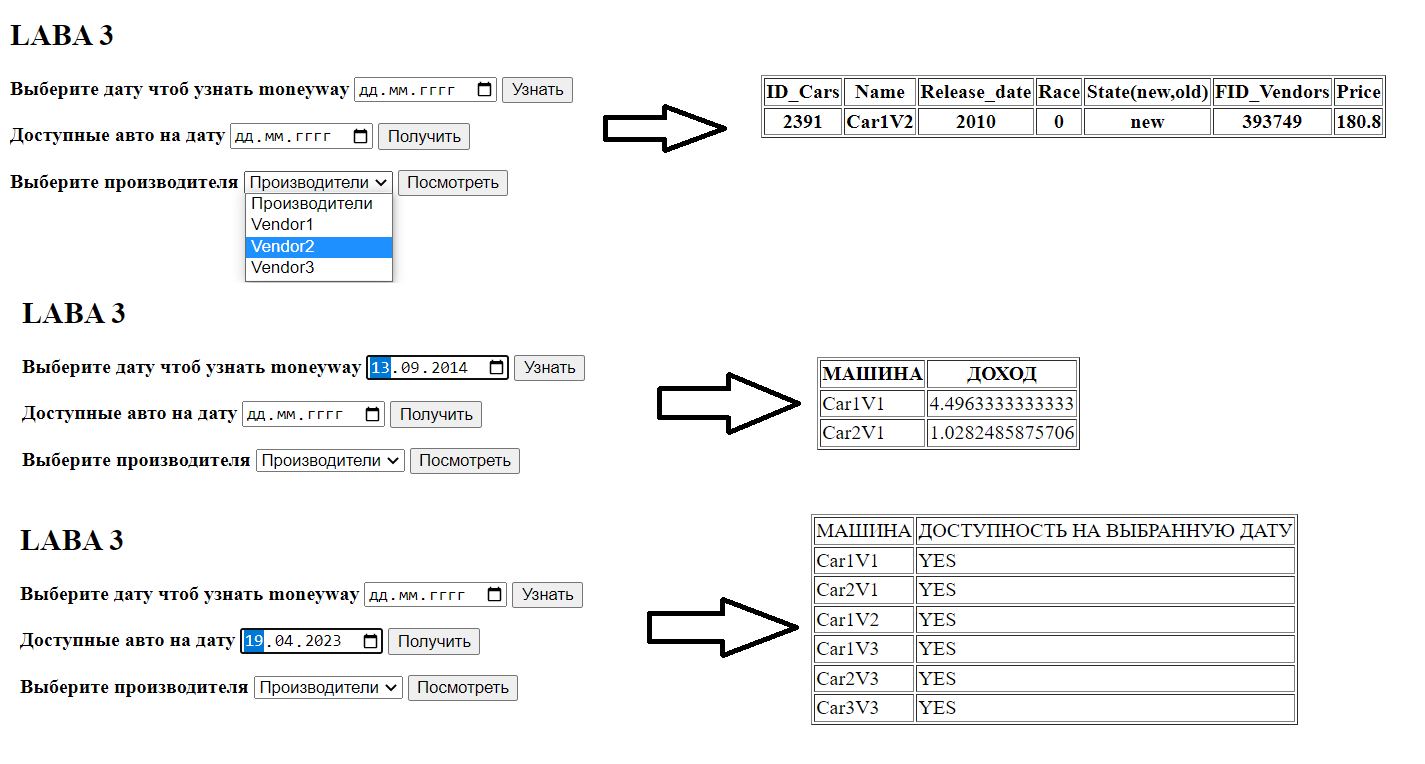 LABA 3
Выберите дату чтоб узнать moneyway дд.мм.гггг Узнать
Доступные авто на дату дд.мм.гггг Получить
Выберите производителя Производители Посмотреть
Производители
Vendor1
Vendor2
Vendor3
ID_Cars Name Release_date Race State(new,old) FID_Vendors Price
2391 Car1V2 2010 0 new 393749 180.8
LABA 3
Выберите дату чтоб узнать moneyway 13.09.2014 Узнать
Доступные авто на дату дд.мм.гггг Получить
Выберите производителя Производители Посмотреть
МАШИНА ДОХОД
Car1V1 4.4963333333333
Car2V1 1.0282485875706
LABA 3
Выберите дату чтоб узнать moneyway дд.мм.гггг Узнать
Доступные авто на дату 19.04.2023 Получить
Выберите производителя Производители Посмотреть
МАШИНА ДОСТУПНОСТЬ НА ВЫБРАННУЮ ДАТУ
Car1V1 YES
Car2V1 YES
Car1V2 YES
Car1V3 YES
Car2V3 YES
Car3V3 YES